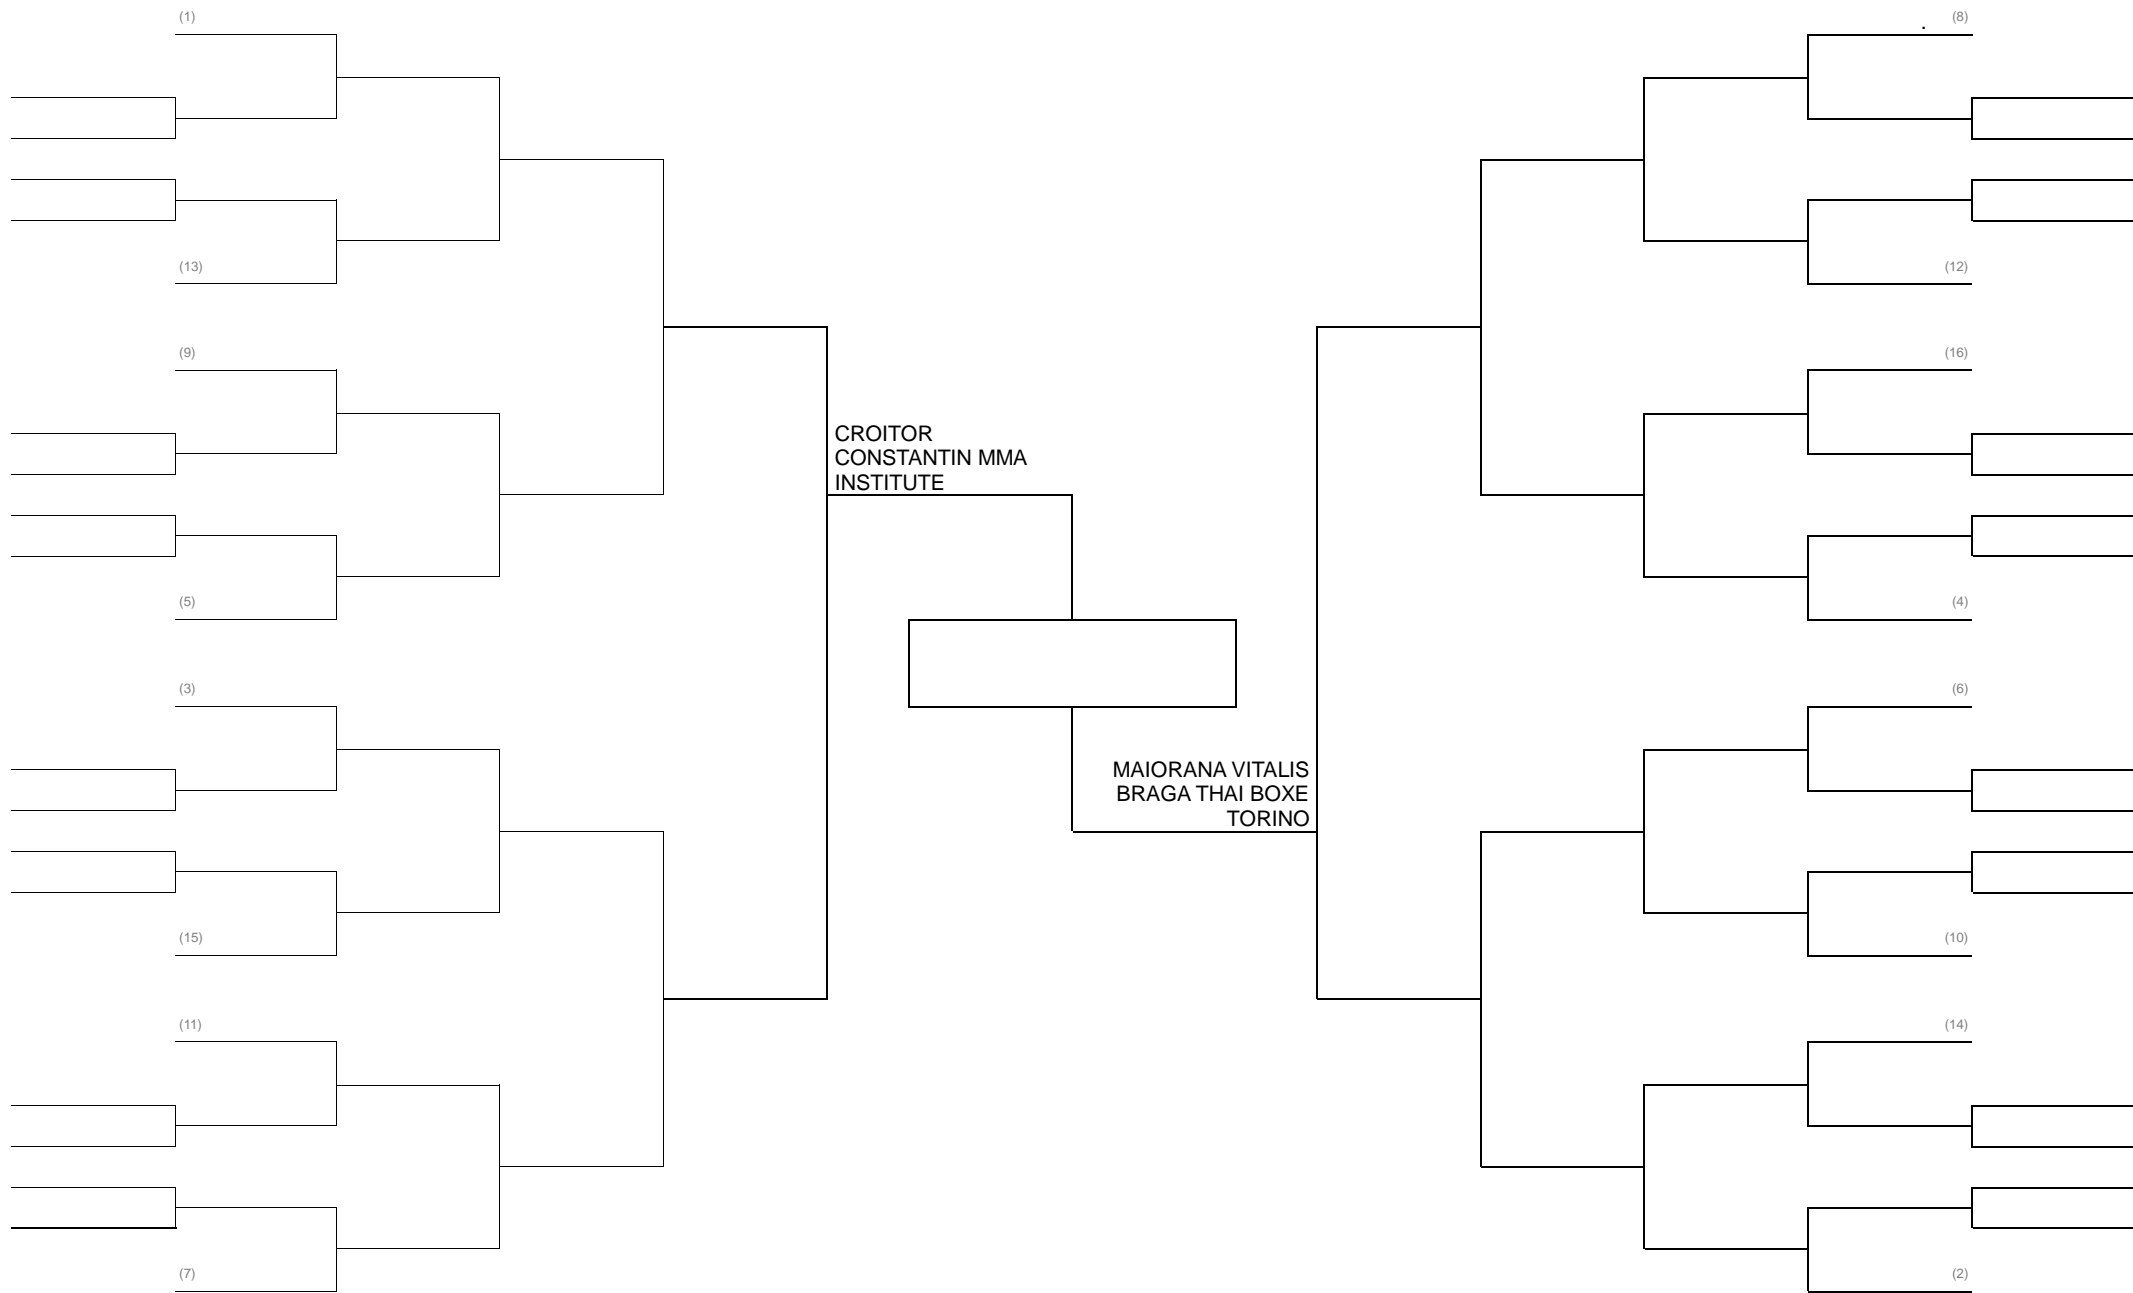 (1)
. (8)
(13)
(12)
(9)
(16)
CROITOR
CONSTANTIN MMA
INSTITUTE
(5)
(4)
(3)
(6)
MAIORANA VITALIS
BRAGA THAI BOXE
TORINO
(15)
(10)
(11)
(14)
(7)
(2)